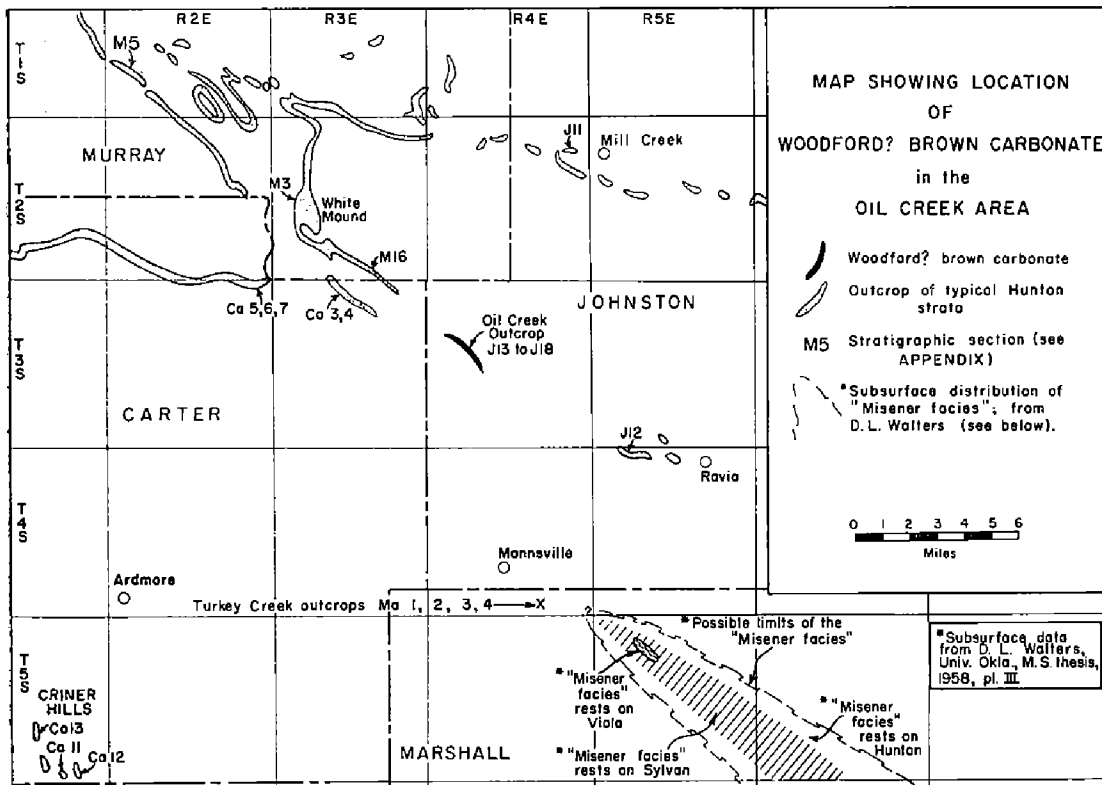 R2E
R3E
R4E
R5E
T1S
T2S
T3S
T4S
T5S
M5
MURRAY
M3
White
Mound
M16
J11
Mill Creek
Ca 5,6,7
Ca 3,4
JOHNSTON
Oil Creek
Outcrop
J13 to J18
CARTER
J12
Ravia
Mannsville
Ardmore
Turkey Creek outcrops Ma 1, 2, 3, 4 X
?
*Possible limits of the
"Misener facies"
*"Misener
facies"
rests on
Viola
*"Misener
facies"
rests on
Hunton
*"Misener facies"
rests on Sylvan
MARSHALL
CRINER
HILLS
Ca13
Ca 11
Ca 12
MAP SHOWING LOCATION
OF
WOODFORD? BROWN CARBONATE
in the
OIL CREEK AREA
Woodford? brown carbonate
Outcrop of typical Hunton
strata
M5 Stratigraphic section (see
APPENDIX)
*Subsurface distribution of
"Misener facies"; from
D.L. Walters (see below).
0 1 2 3 4 5 6
Miles
*Subsurface data
from D. L. Walters,
Univ. Okla., M.S. thesis,
1958, pl. III.